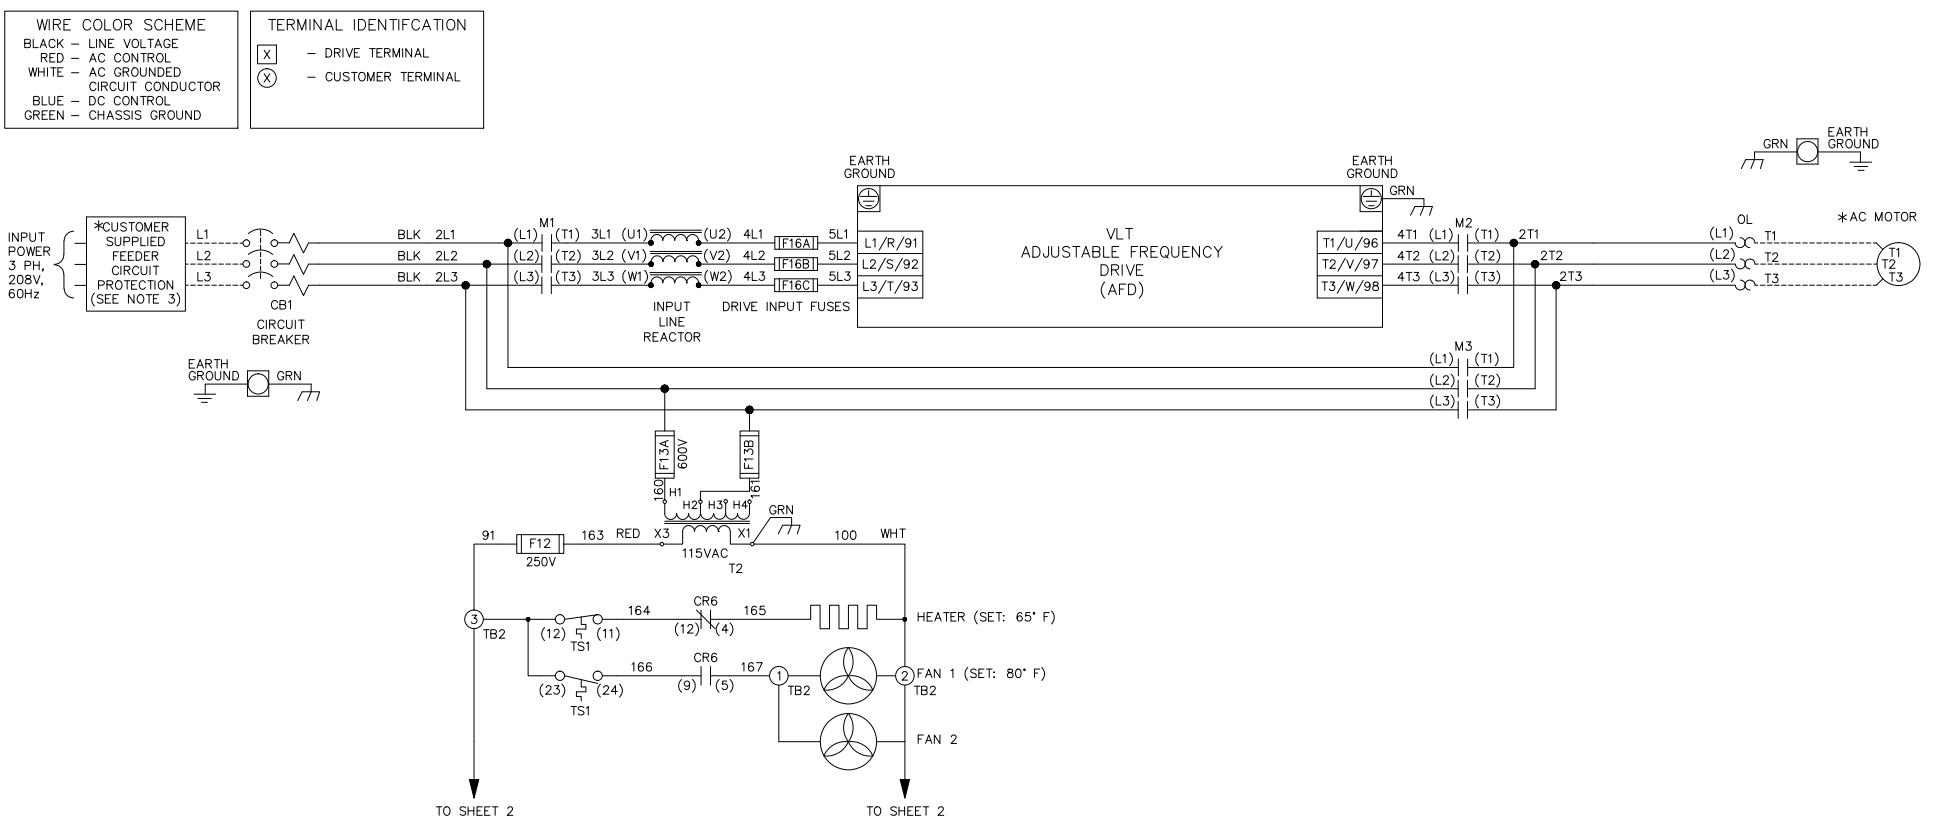 WIRE COLOR SCHEME
BLACK – LINE VOLTAGE
RED – AC CONTROL
WHITE – AC GROUNDED
CIRCUIT CONDUCTOR
BLUE – DC CONTROL
GREEN – CHASSIS GROUND
TERMINAL IDENTIFCATION
X – DRIVE TERMINAL
X – CUSTOMER TERMINAL
INPUT
POWER
3 PH,
208V,
60Hz
*CUSTOMER
SUPPLIED
FEEDER
CIRCUIT
PROTECTION
(SEE NOTE 3)
L1
L2
L3
CB1
CIRCUIT
BREAKER
EARTH
GROUND
GRN
BLK 2L1
BLK 2L2
BLK 2L3
M1
(L1) (T1) 3L1 (U1) (U2) 4L1 F16A 5L1
(L2) (T2) 3L2 (V1) (V2) 4L2 F16B 5L2
(L3) (T3) 3L3 (W1) (W2) 4L3 F16C 5L3
INPUT
LINE
REACTOR
DRIVE INPUT FUSES
EARTH
GROUND
L1/R/91
L2/S/92
L3/T/93
VLT
ADJUSTABLE FREQUENCY
DRIVE
(AFD)
EARTH
GROUND
GRN
T1/U/96
T2/V/97
T3/W/98
M2
4T1 (L1) (T1) 2T1
4T2 (L2) (T2) 2T2
4T3 (L3) (T3) 2T3
GRN
EARTH
GROUND
OL
(L1) T1
(L2) T2
(L3) T3
*AC MOTOR
T1
T2
T3
M3
(L1) (T1)
(L2) (T2)
(L3) (T3)
F13A
600V
F13B
160
161
H1
H2 H3 H4
GRN
91
F12
250V
163 RED X3
X1
115VAC
T2
100 WHT
3
TB2
(12) (11)
TS1
164
CR6
(12) (4)
165
HEATER (SET: 65° F)
(23) (24)
TS1
166
CR6
(9) (5)
167
1
TB2
2
TB2
FAN 1 (SET: 80° F)
FAN 2
TO SHEET 2
TO SHEET 2